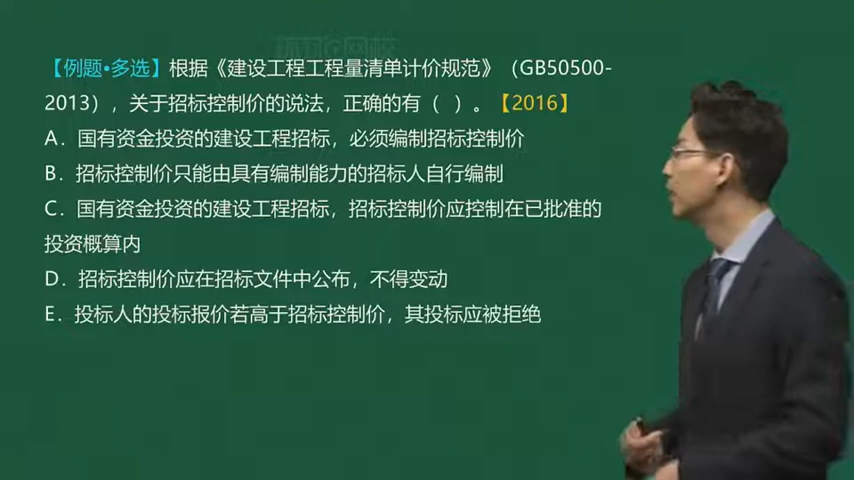 【例题•多选】根据《建设工程工程量清单计价规范》（GB50500-
2013），关于招标控制价的说法，正确的有（ ）。【2016】
A．国有资金投资的建设工程招标，必须编制招标控制价
B．招标控制价只能由具有编制能力的招标人自行编制
C．国有资金投资的建设工程招标，招标控制价应控制在已批准的
投资概算内
D．招标控制价应在招标文件中公布，不得变动
E．投标人的投标报价若高于招标控制价，其投标应被拒绝